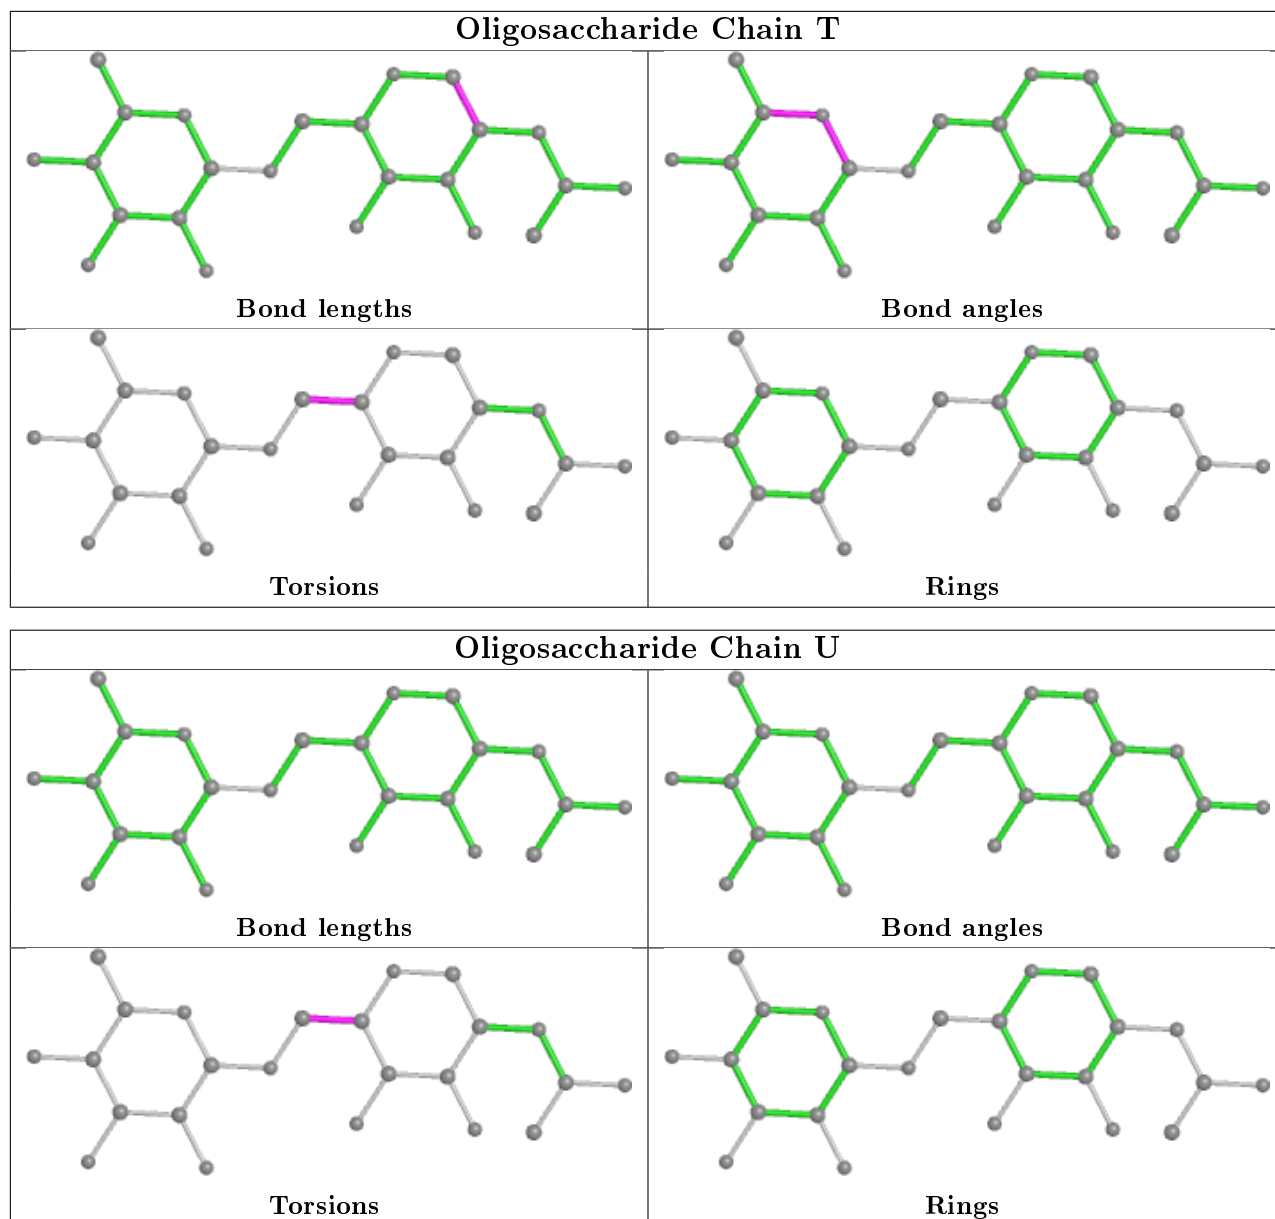 Oligosaccharide Chain T
Bond lengths
Bond angles
Torsions
Rings
Oligosaccharide Chain U
Bond lengths
Bond angles
Torsions
Rings